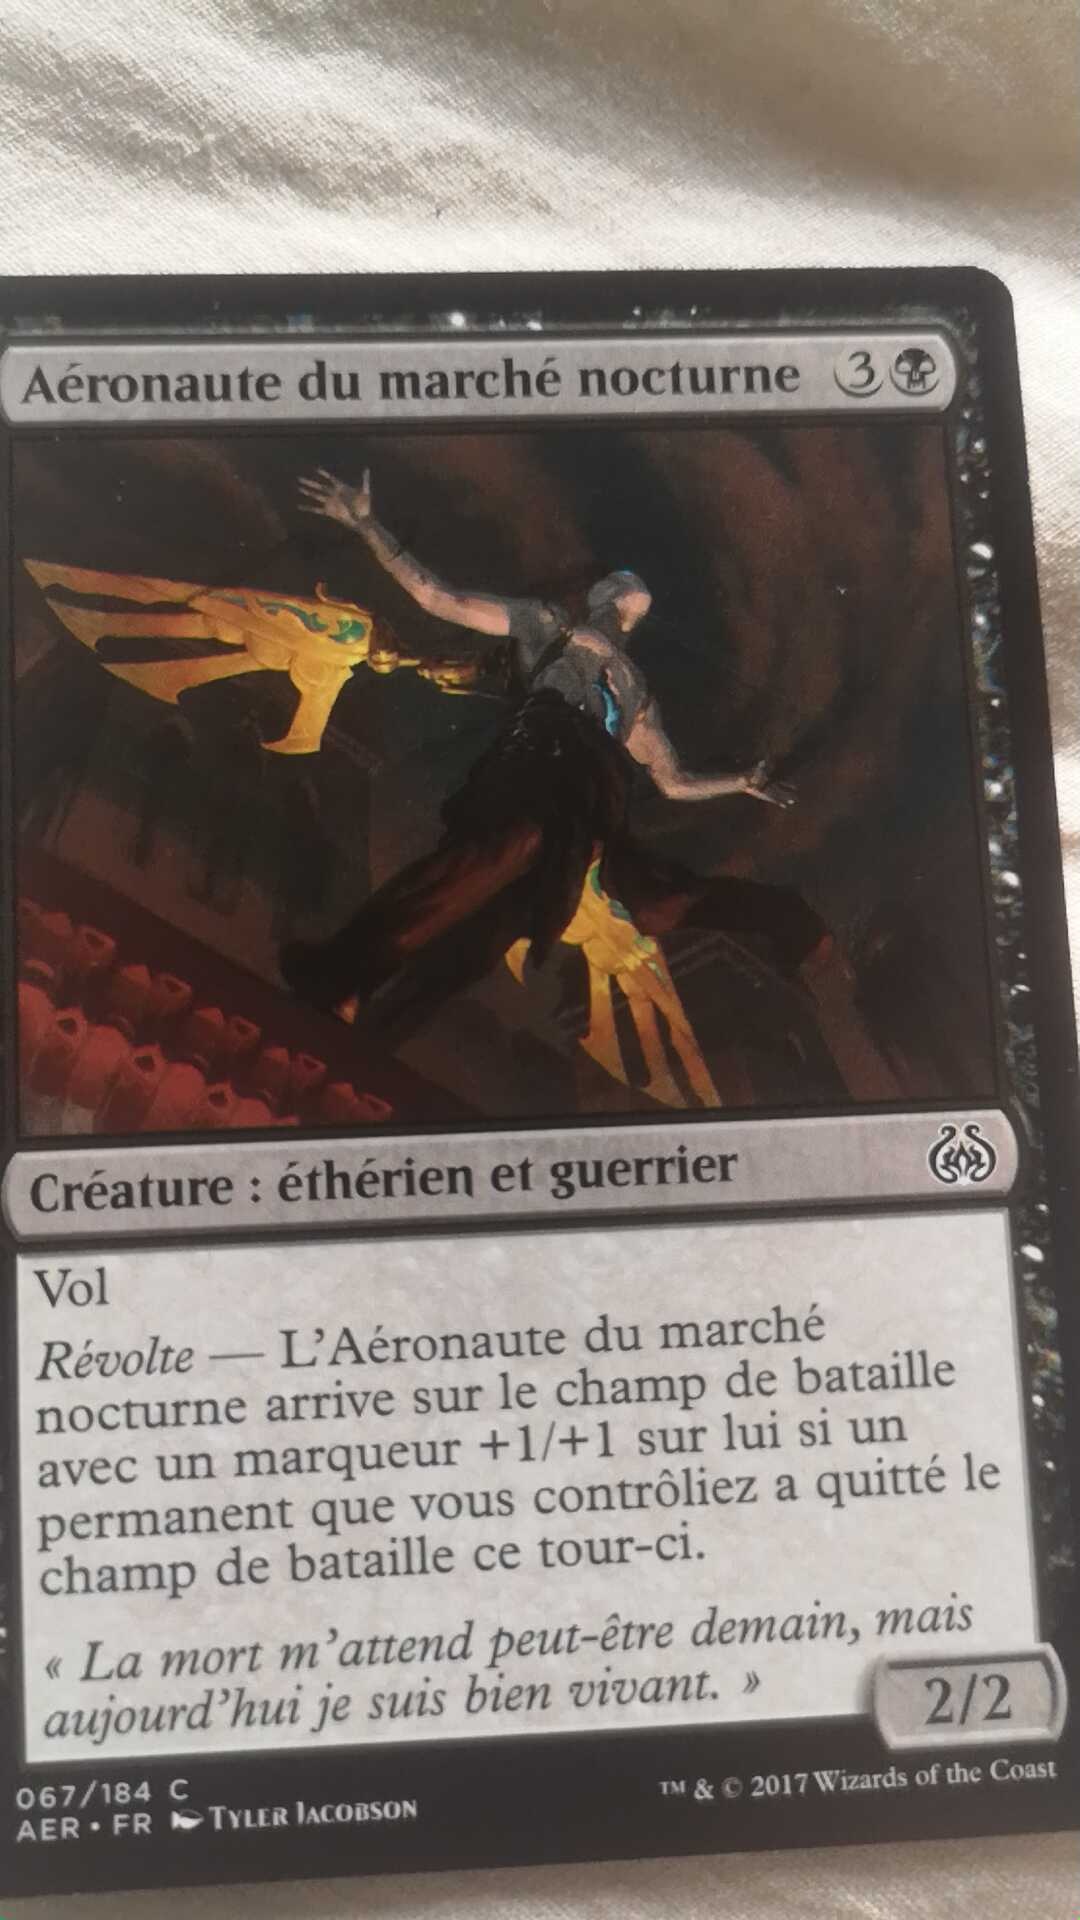 Aéronaute du marché nocturne 3
Créature : éthérien et guerrier
Vol
Révolte — L'Aéronaute du marché
nocturne arrive sur le champ de bataille
avec un marqueur +1/+1 sur lui si un
permanent que vous contrôliez a quitté le
champ de bataille ce tour-ci.
« La mort m'attend peut-être demain, mais
aujourd'hui je suis bien vivant. »
2/2
067/184 C
AER • FR TYLER JACOBSON
™ & © 2017 Wizards of the Coast